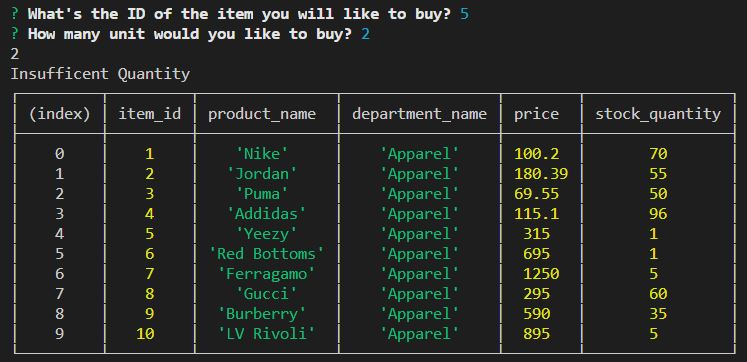 ? What's the ID of the item you will like to buy? 5
? How many unit would you like to buy? 2
2
Insufficent Quantity
(index) item_id product_name department_name price stock_quantity
0 1 'Nike' 'Apparel' 100.2 70
1 2 'Jordan' 'Apparel' 180.39 55
2 3 'Puma' 'Apparel' 69.55 50
3 4 'Addidas' 'Apparel' 115.1 96
4 5 'Yeezy' 'Apparel' 315 1
5 6 'Red Bottoms' 'Apparel' 695 1
6 7 'Ferragamo' 'Apparel' 1250 5
7 8 'Gucci' 'Apparel' 295 60
8 9 'Burberry' 'Apparel' 590 35
9 10 'LV Rivoli' 'Apparel' 895 5